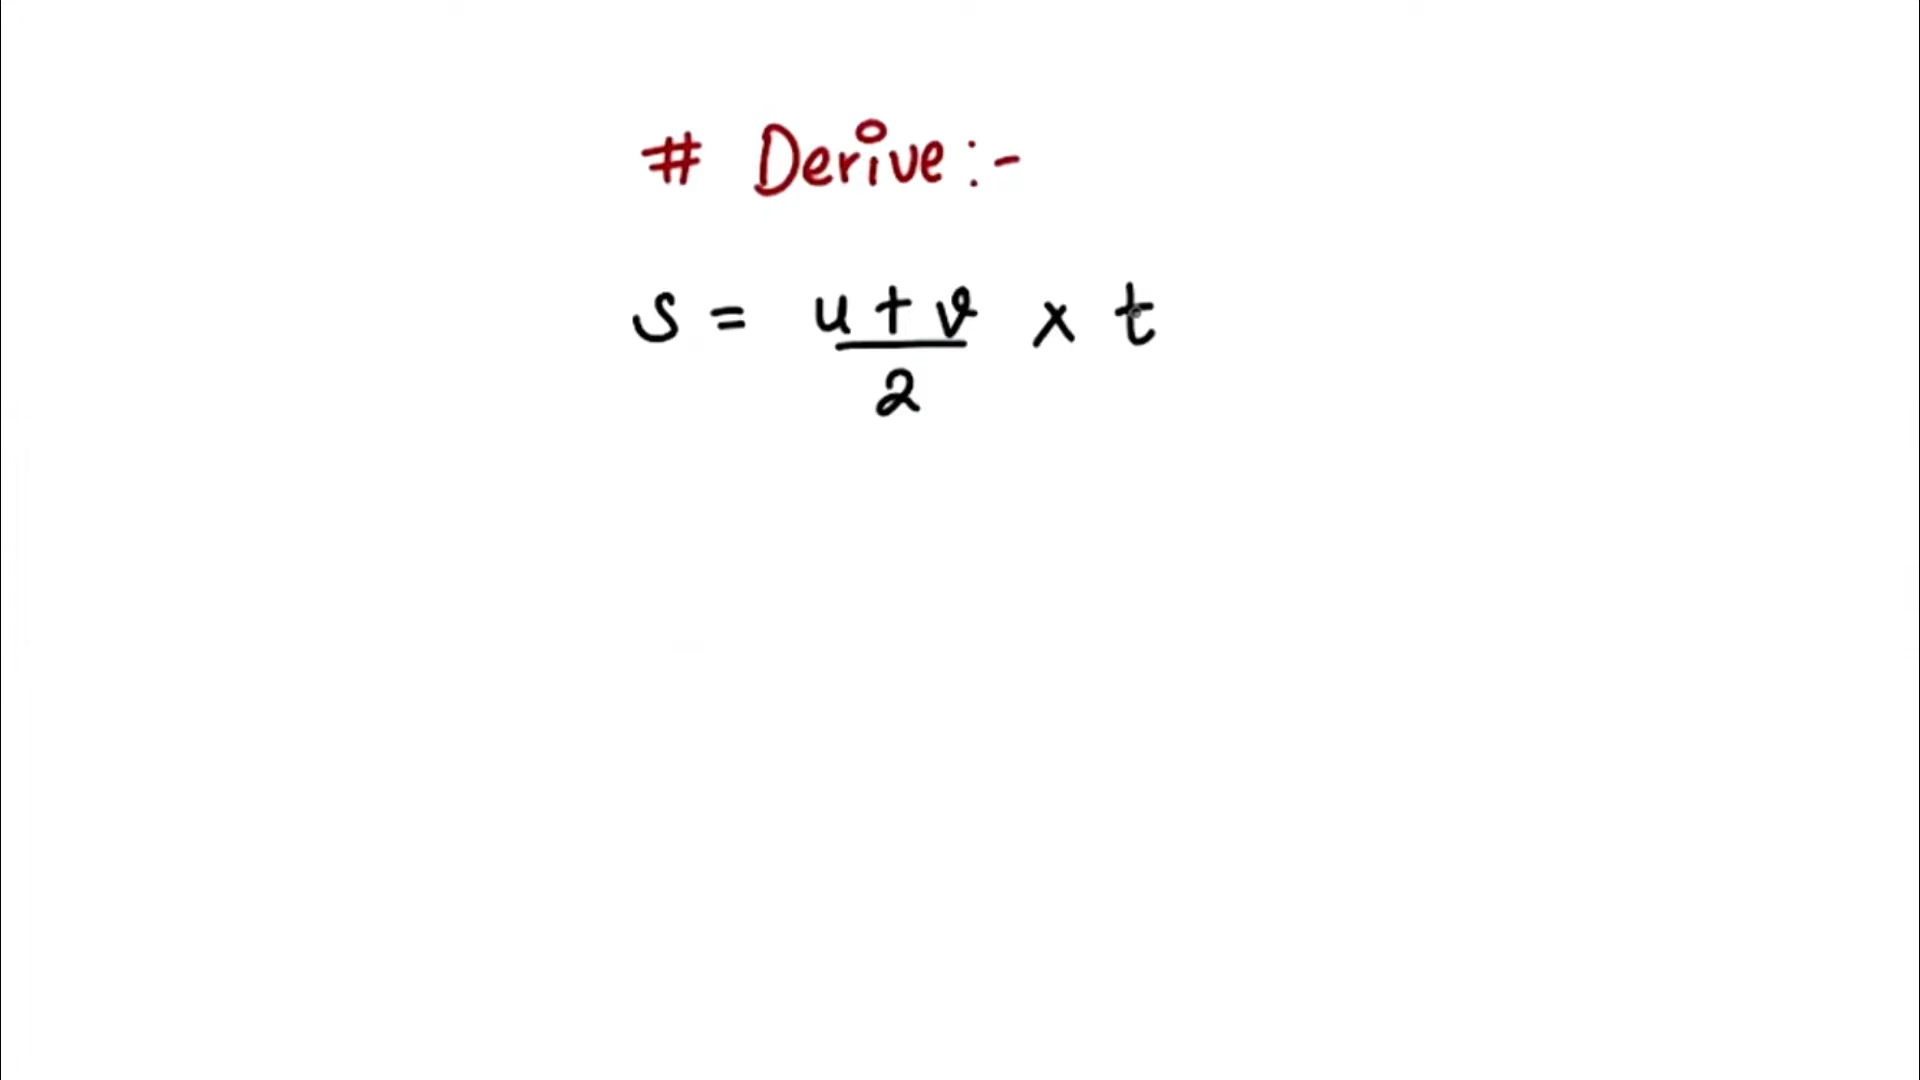 # Derive :-
s = u + v / 2 x t